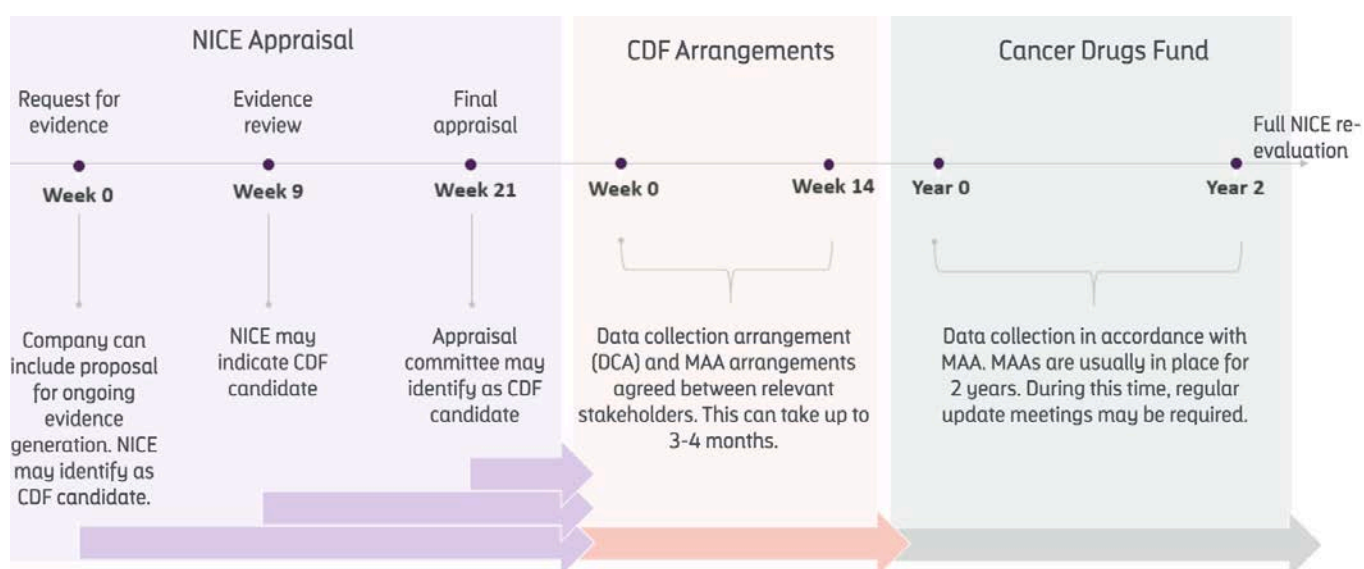 NICE Appraisal
CDF Arrangements
Cancer Drugs Fund
Request for
evidence
Evidence
review
Final
appraisal
Full NICE re-
evaluation
Week 0
Week 9
Week 21
Week 0
Week 14
Year 0
Year 2
Company can
include proposal
for ongoing
evidence
generation. NICE
may identify as
CDF candidate.
NICE may
indicate CDF
candidate
Appraisal
committee may
identify as CDF
candidate
Data collection arrangement
(DCA) and MAA arrangements
agreed between relevant
stakeholders. This can take up to
3-4 months.
Data collection in accordance with
MAA. MAAs are usually in place for
2 years. During this time, regular
update meetings may be required.